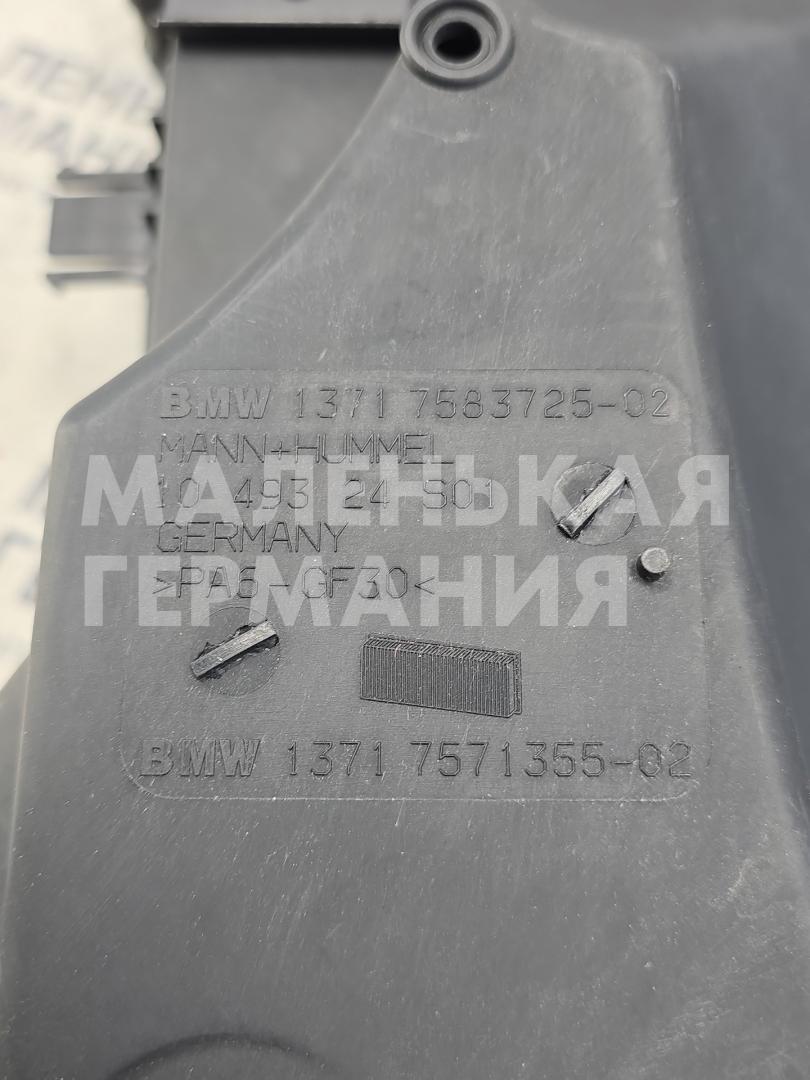 BMW 1371 7583725-02
MANN+HUMMEL
10 493 24 S01
GERMANY
>PA6-GF30<
BMW 1371 7571355-02
МАЛЕНЬКАЯ
ГЕРМАНИЯ